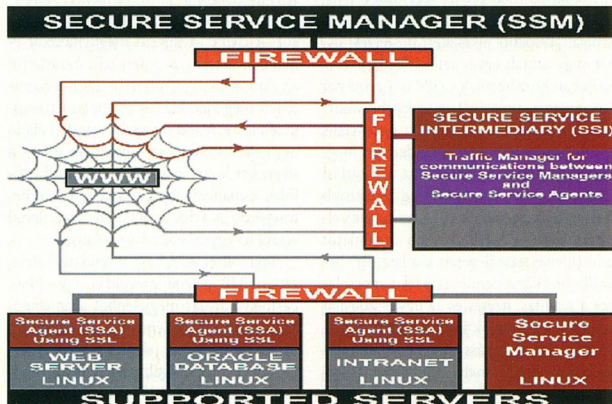 SECURE SERVICE MANAGER (SSM)
FIREWALL
FIREWALL
SECURE SERVICE
INTERMEDIARY (SSI)
Traffic Manager for
communications between
Secure Service Managers
and
Secure Service Agents
WWW
FIREWALL
Secure Service
Agent (SSA)
Using SSL
WEB
SERVER
LINUX
Secure Service
Agent (SSA)
Using SSL
ORACLE
DATABASE
LINUX
Secure Service
Agent (SSA)
Using SSL
INTRANET
LINUX
Secure
Service
Manager
LINUX
SUPPORTED SERVERS